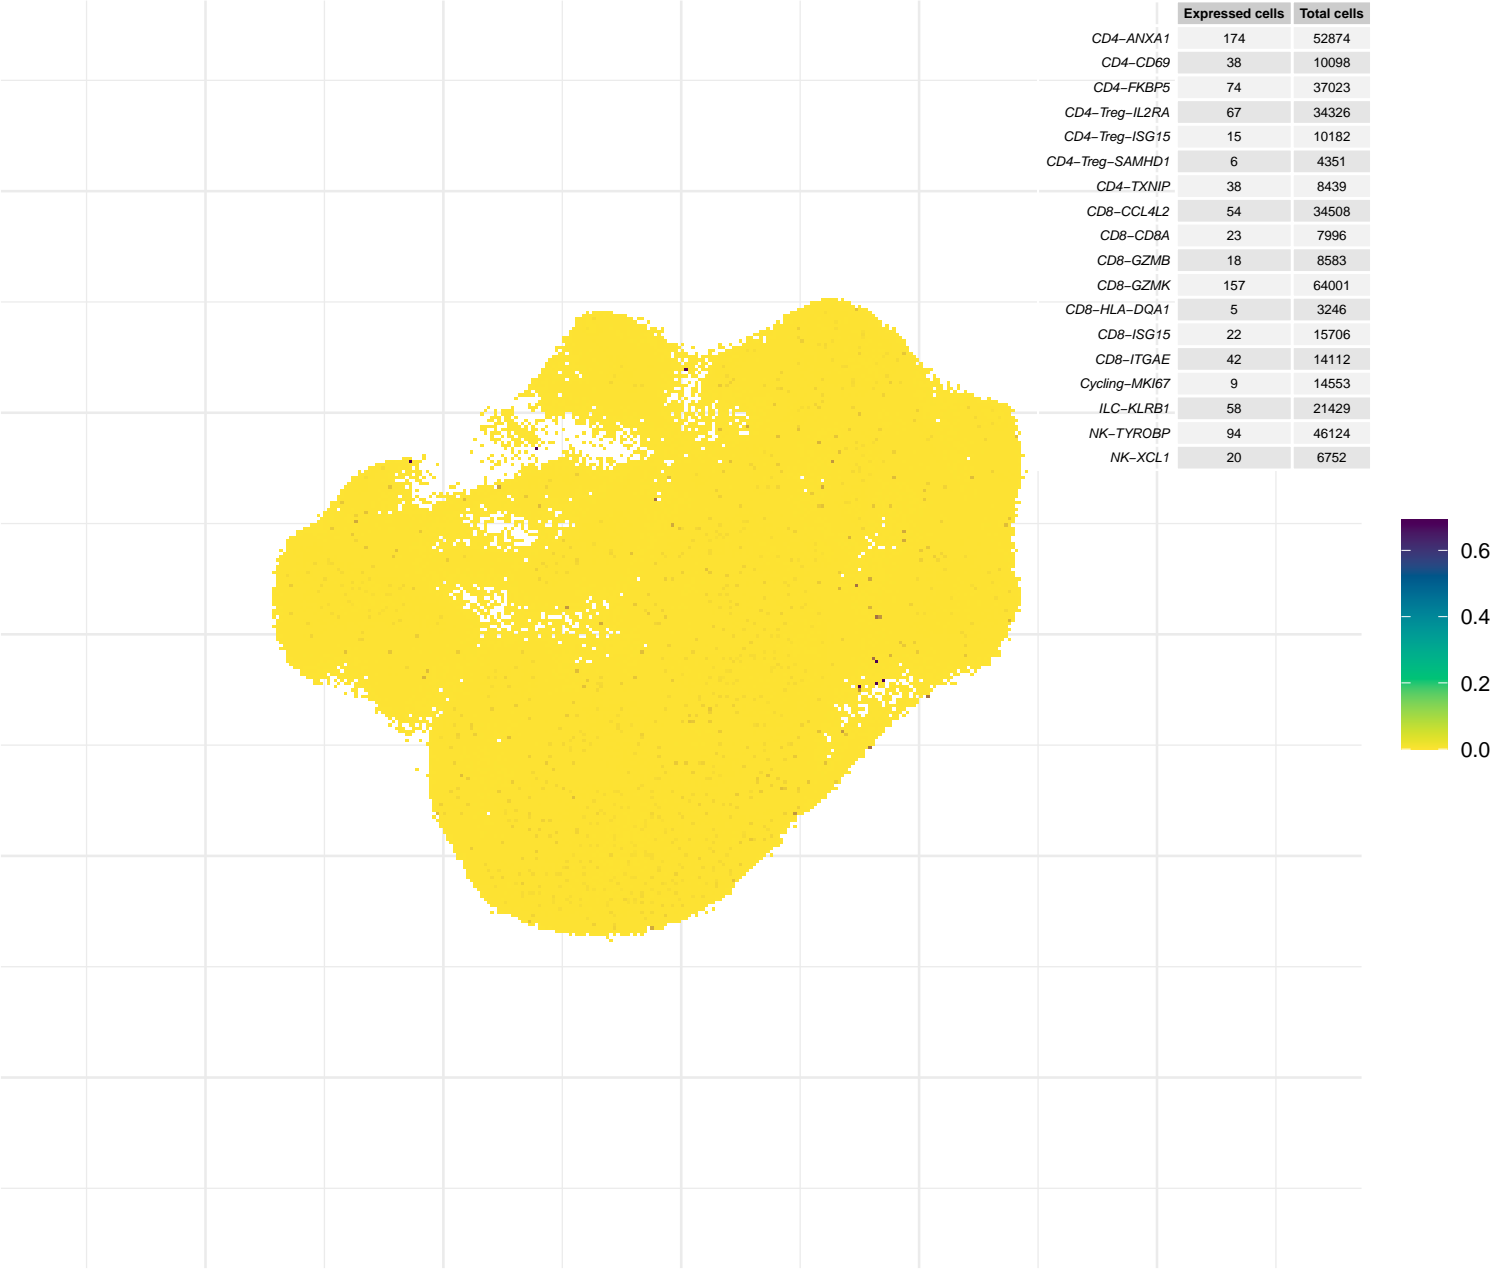 Expressed cells Total cells
CD4−ANXA1 174 52874
CD4−CD69 38 10098
CD4−FKBP5 74 37023
CD4−Treg−IL2RA 67 34326
CD4−Treg−ISG15 15 10182
CD4−Treg−SAMHD1 6 4351
CD4−TXNIP 38 8439
CD8−CCL4L2 54 34508
CD8−CD8A 23 7996
CD8−GZMB 18 8583
CD8−GZMK 157 64001
CD8−HLA−DQA1 5 3246
CD8−ISG15 22 15706
CD8−ITGAE 42 14112
Cycling−MKI67 9 14553
ILC−KLRB1 58 21429
NK−TYROBP 94 46124
NK−XCL1 20 6752
0.6
0.4
0.2
0.0